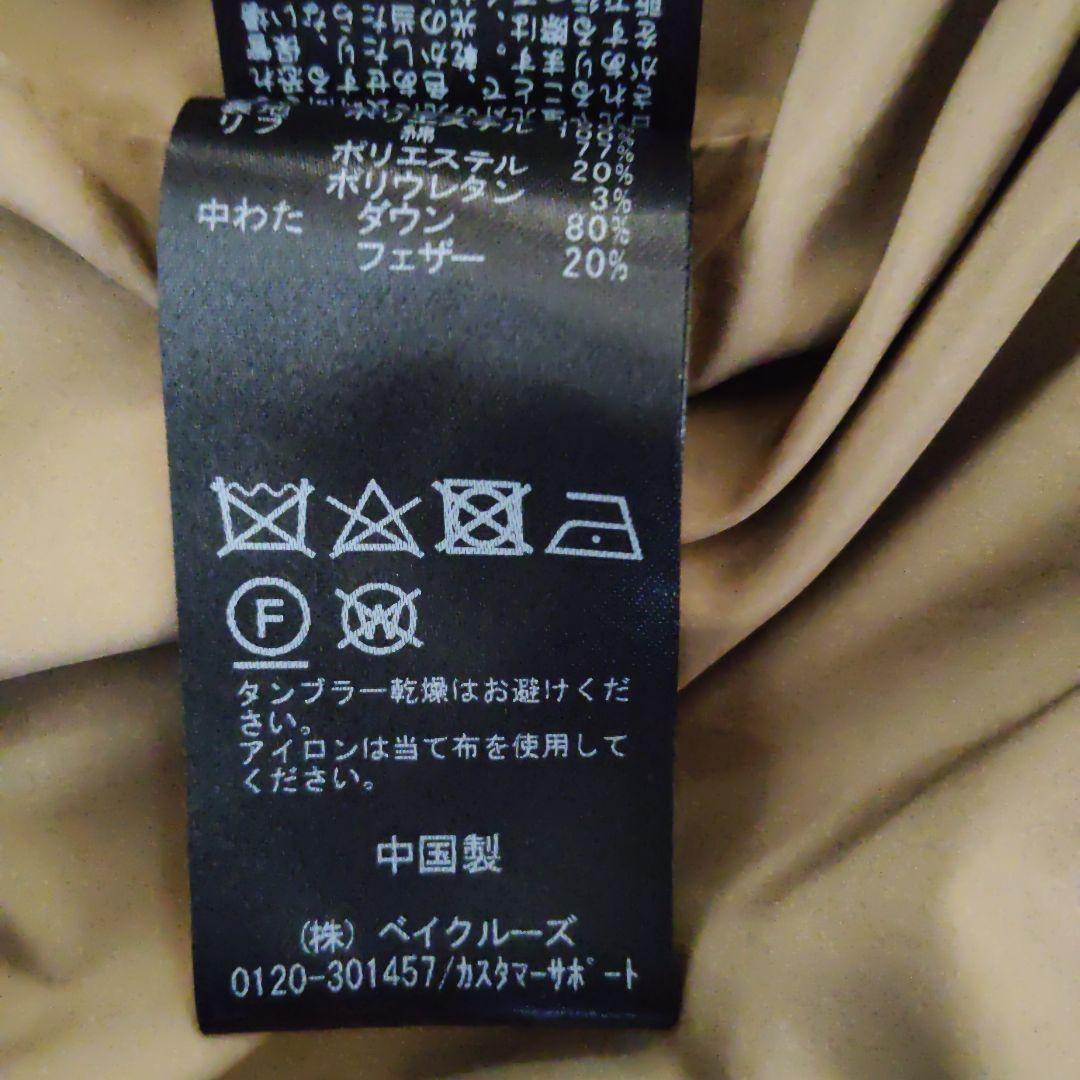 リブ 綿 77%
ポリエステル 20%
ポリウレタン 3%
中わた ダウン 80%
フェザー 20%
F
W
タンブラー乾燥はお避けくだ
さい。
アイロンは当て布を使用して
ください。
中国製
(株) ベイクルーズ
0120-301457/カスタマーサポート